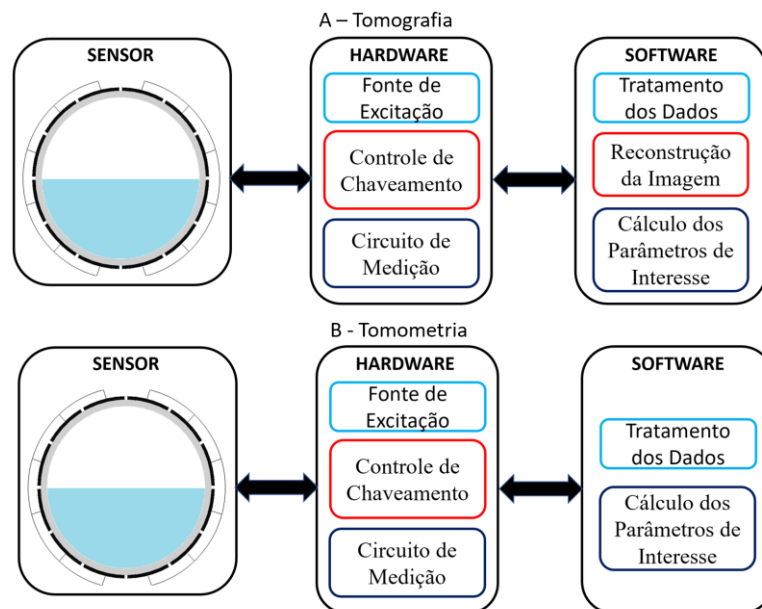 A – Tomografia
SENSOR
HARDWARE
Fonte de
Excitação
Controle de
Chaveamento
Circuito de
Medição
SOFTWARE
Tratamento
dos Dados
Reconstrução
da Imagem
Cálculo dos
Parâmetros de
Interesse
B - Tomometria
SENSOR
HARDWARE
Fonte de
Excitação
Controle de
Chaveamento
Circuito de
Medição
SOFTWARE
Tratamento
dos Dados
Cálculo dos
Parâmetros de
Interesse